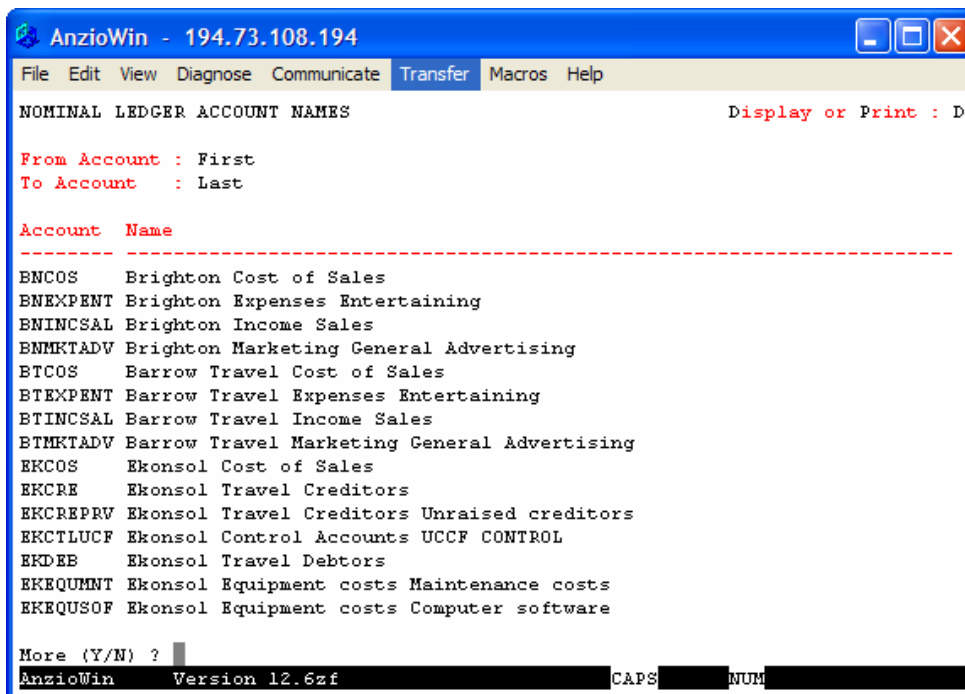 AnzioWin - 194.73.108.194
File Edit View Diagnose Communicate Transfer Macros Help
NOMINAL LEDGER ACCOUNT NAMES Display or Print : D
From Account : First
To Account : Last
Account Name
-------- ---------------------------------------------------------------------
BNCOS Brighton Cost of Sales
BNEXPENT Brighton Expenses Entertaining
BNINCSAL Brighton Income Sales
BNMKTADV Brighton Marketing General Advertising
BTCOS Barrow Travel Cost of Sales
BTEXPENT Barrow Travel Expenses Entertaining
BTINCSAL Barrow Travel Income Sales
BTMKTADV Barrow Travel Marketing General Advertising
EKCOS Ekonsol Cost of Sales
EKCRE Ekonsol Travel Creditors
EKCREPRV Ekonsol Travel Creditors Unraised creditors
EKCTLUCF Ekonsol Control Accounts UCCF CONTROL
EKDEB Ekonsol Travel Debtors
EKEQUMNT Ekonsol Equipment costs Maintenance costs
EKEQUSOF Ekonsol Equipment costs Computer software
More (Y/N) ?
AnzioWin Version 12.6zf CAPS NUM